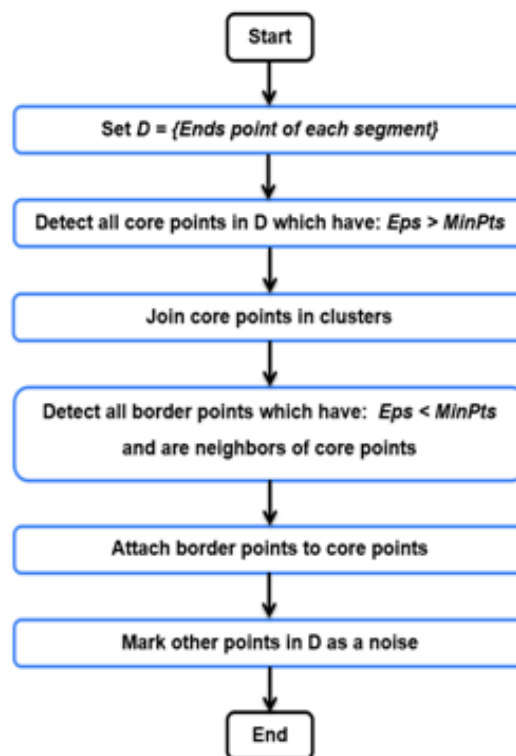 Start
Set D = {Ends point of each segment}
Detect all core points in D which have: Eps > MinPts
Join core points in clusters
Detect all border points which have: Eps < MinPts
and are neighbors of core points
Attach border points to core points
Mark other points in D as a noise
End